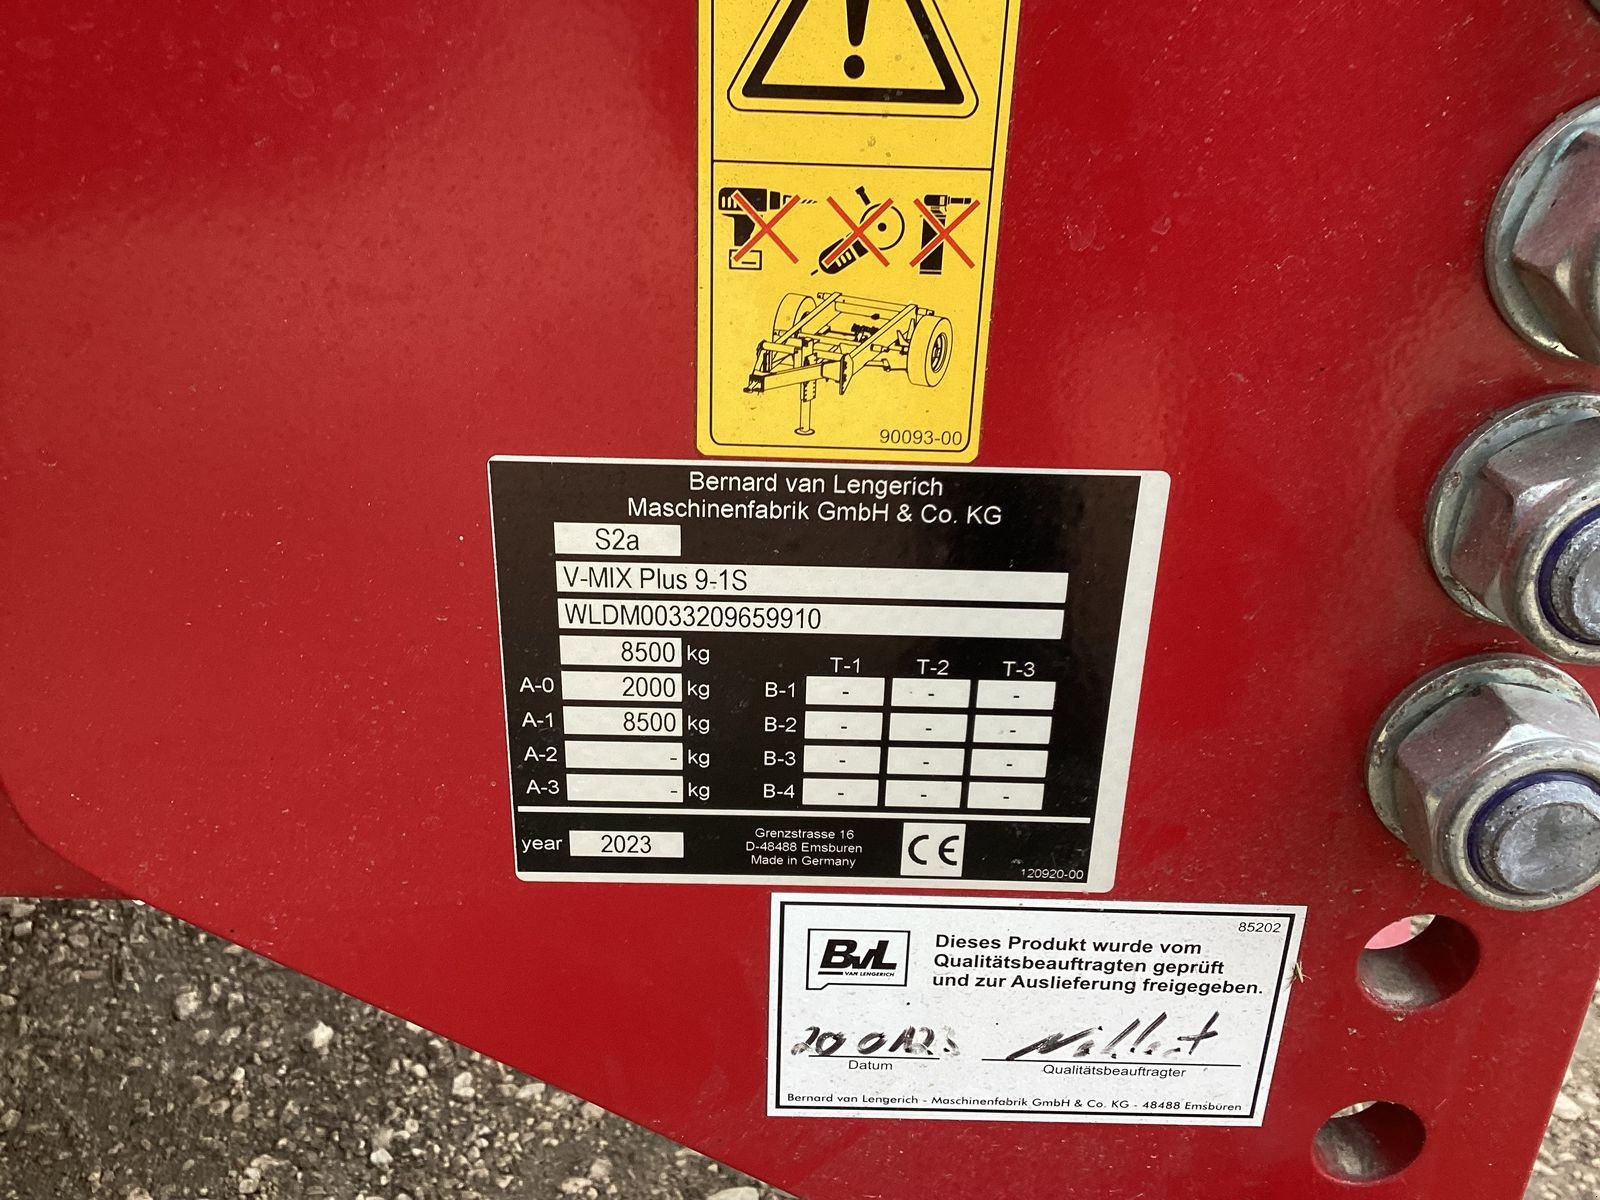 90093-00
Bernard van Lengerich
Maschinenfabrik GmbH & Co. KG
S2a
V-MIX Plus 9-1S
WLDM0033209659910
8500 kg
T-1 T-2 T-3
A-0 2000 kg B-1 - - -
A-1 8500 kg B-2 - - -
A-2 - kg B-3 - - -
A-3 - kg B-4 - - -
year 2023
Grenzstrasse 16
D-48488 Emsbüren
Made in Germany
CE
120920-00
85202
BvL
VAN LENGERICH
Dieses Produkt wurde vom
Qualitätsbeauftragten geprüft
und zur Auslieferung freigegeben.
Datum
Qualitätsbeauftragter
Bernard van Lengerich - Maschinenfabrik GmbH & Co. KG - 48488 Emsbüren